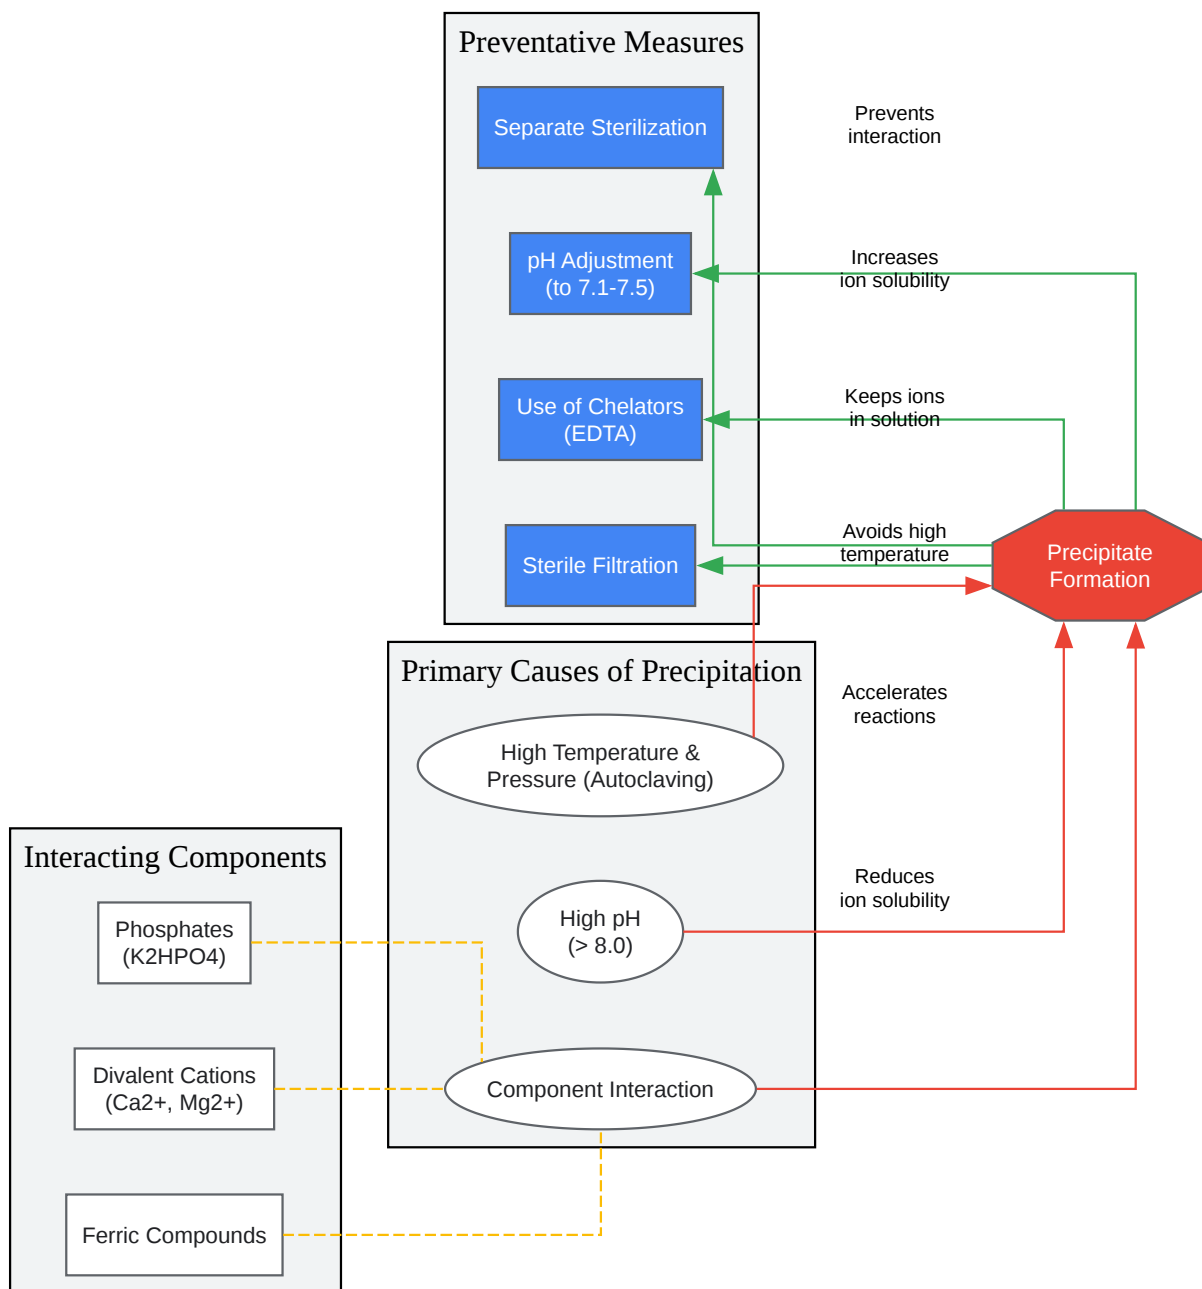 Preventative Measures
Separate Sterilization
Prevents
interaction
pH Adjustment
(to 7.1-7.5)
Increases
ion solubility
Use of Chelators
(EDTA)
Keeps ions
in solution
Sterile Filtration
Avoids high
temperature
Precipitate
Formation
Primary Causes of Precipitation
High Temperature &
Pressure (Autoclaving)
Accelerates
reactions
High pH
(> 8.0)
Reduces
ion solubility
Component Interaction
Interacting Components
Phosphates
(K2HPO4)
Divalent Cations
(Ca2+, Mg2+)
Ferric Compounds